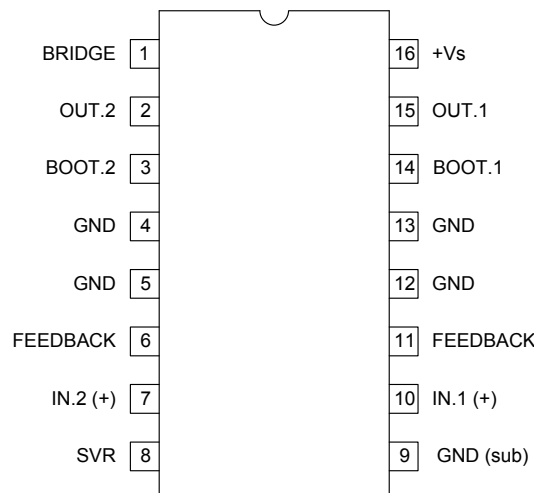 BRIDGE 1 16 +Vs
OUT.2 2 15 OUT.1
BOOT.2 3 14 BOOT.1
GND 4 13 GND
GND 5 12 GND
FEEDBACK 6 11 FEEDBACK
IN.2 (+) 7 10 IN.1 (+)
SVR 8 9 GND (sub)